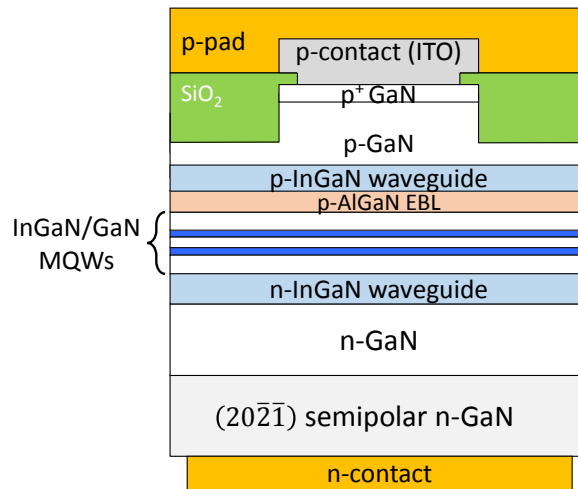 p-pad
p-contact (ITO)
SiO₂
p⁺ GaN
p-GaN
p-InGaN waveguide
p-AlGaN EBL
InGaN/GaN
MQWs
n-InGaN waveguide
n-GaN
(202̅1̅) semipolar n-GaN
n-contact